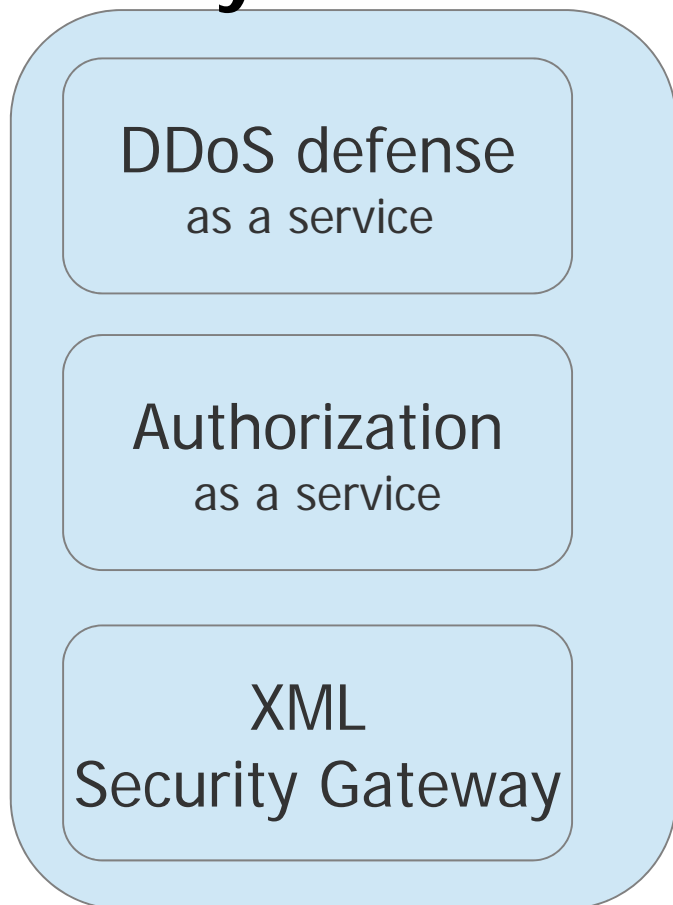 DDoS defense
as a service
Authorization
as a service
XML
Security Gateway